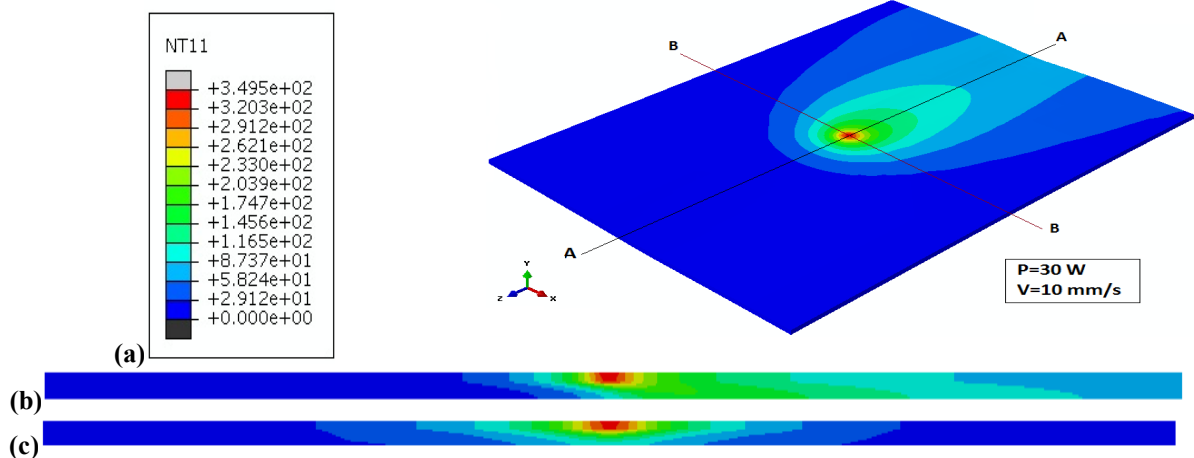 NT11
+3.495e+02
+3.203e+02
+2.912e+02
+2.621e+02
+2.330e+02
+2.039e+02
+1.747e+02
+1.456e+02
+1.165e+02
+8.737e+01
+5.824e+01
+2.912e+01
+0.000e+00
(a)
B
A
A
B
Y
Z
X
P=30 W
V=10 mm/s
(b)
(c)